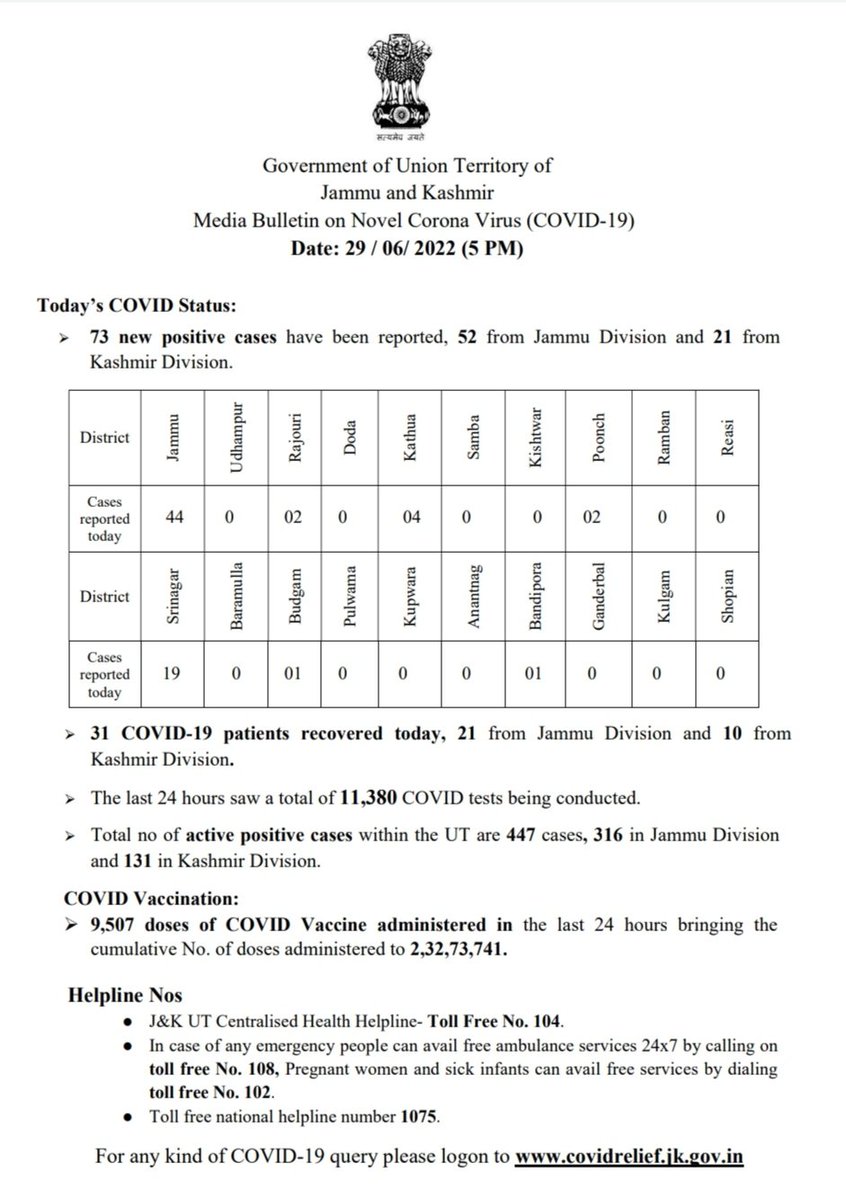 सत्यमेव जयते
Government of Union Territory of
Jammu and Kashmir
Media Bulletin on Novel Corona Virus (COVID-19)
Date: 29 / 06/ 2022 (5 PM)
Today’s COVID Status:
➢ 73 new positive cases have been reported, 52 from Jammu Division and 21 from
Kashmir Division.
District Jammu Udhampur Rajouri Doda Kathua Samba Kishtwar Poonch Ramban Reasi
Cases
reported 44 0 02 0 04 0 0 02 0 0
today
District Srinagar Baramulla Budgam Pulwama Kupwara Anantnag Bandipora Ganderbal Kulgam Shopian
Cases
reported 19 0 01 0 0 0 01 0 0 0
today
➢ 31 COVID-19 patients recovered today, 21 from Jammu Division and 10 from
Kashmir Division.
➢ The last 24 hours saw a total of 11,380 COVID tests being conducted.
➢ Total no of active positive cases within the UT are 447 cases, 316 in Jammu Division
and 131 in Kashmir Division.
COVID Vaccination:
➢ 9,507 doses of COVID Vaccine administered in the last 24 hours bringing the
cumulative No. of doses administered to 2,32,73,741.
Helpline Nos
● J&K UT Centralised Health Helpline- Toll Free No. 104.
● In case of any emergency people can avail free ambulance services 24x7 by calling on
toll free No. 108, Pregnant women and sick infants can avail free services by dialing
toll free No. 102.
● Toll free national helpline number 1075.
For any kind of COVID-19 query please logon to www.covidrelief.jk.gov.in